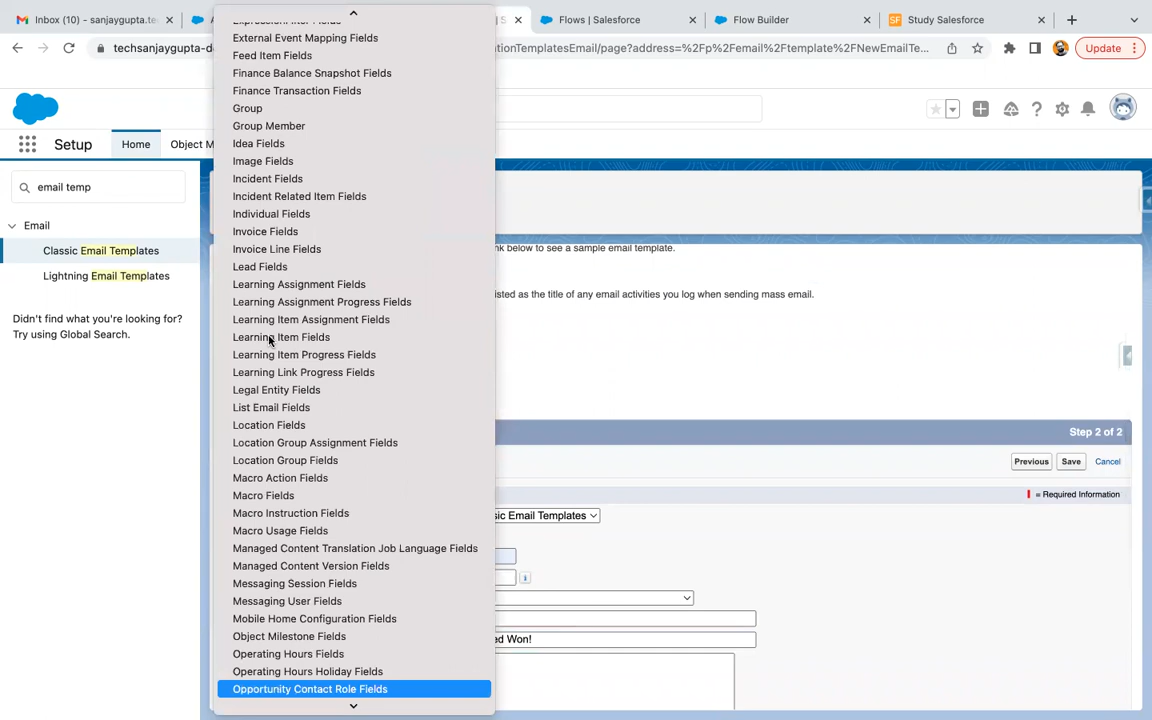 Inbox (10) - sanjaygupta.te
Flows | Salesforce
Flow Builder
Study Salesforce
techsanjaygupta-d
tionTemplatesEmail/page?address=%2Fp%2Femail%2Ftemplate%2FNewEmailTe...
Update
Setup
Home
Object M
email temp
Email
Classic Email Templates
Lightning Email Templates
Didn't find what you're looking for?
Try using Global Search.
External Event Mapping Fields
Feed Item Fields
Finance Balance Snapshot Fields
Finance Transaction Fields
Group
Group Member
Idea Fields
Image Fields
Incident Fields
Incident Related Item Fields
Individual Fields
Invoice Fields
Invoice Line Fields
Lead Fields
Learning Assignment Fields
Learning Assignment Progress Fields
Learning Item Assignment Fields
Learning Item Fields
Learning Item Progress Fields
Learning Link Progress Fields
Legal Entity Fields
List Email Fields
Location Fields
Location Group Assignment Fields
Location Group Fields
Macro Action Fields
Macro Fields
Macro Instruction Fields
Macro Usage Fields
Managed Content Translation Job Language Fields
Managed Content Version Fields
Messaging Session Fields
Messaging User Fields
Mobile Home Configuration Fields
Object Milestone Fields
Operating Hours Fields
Operating Hours Holiday Fields
Opportunity Contact Role Fields
nk below to see a sample email template.
isted as the title of any email activities you log when sending mass email.
Step 2 of 2
Previous
Save
Cancel
= Required Information
sic Email Templates
ed Won!